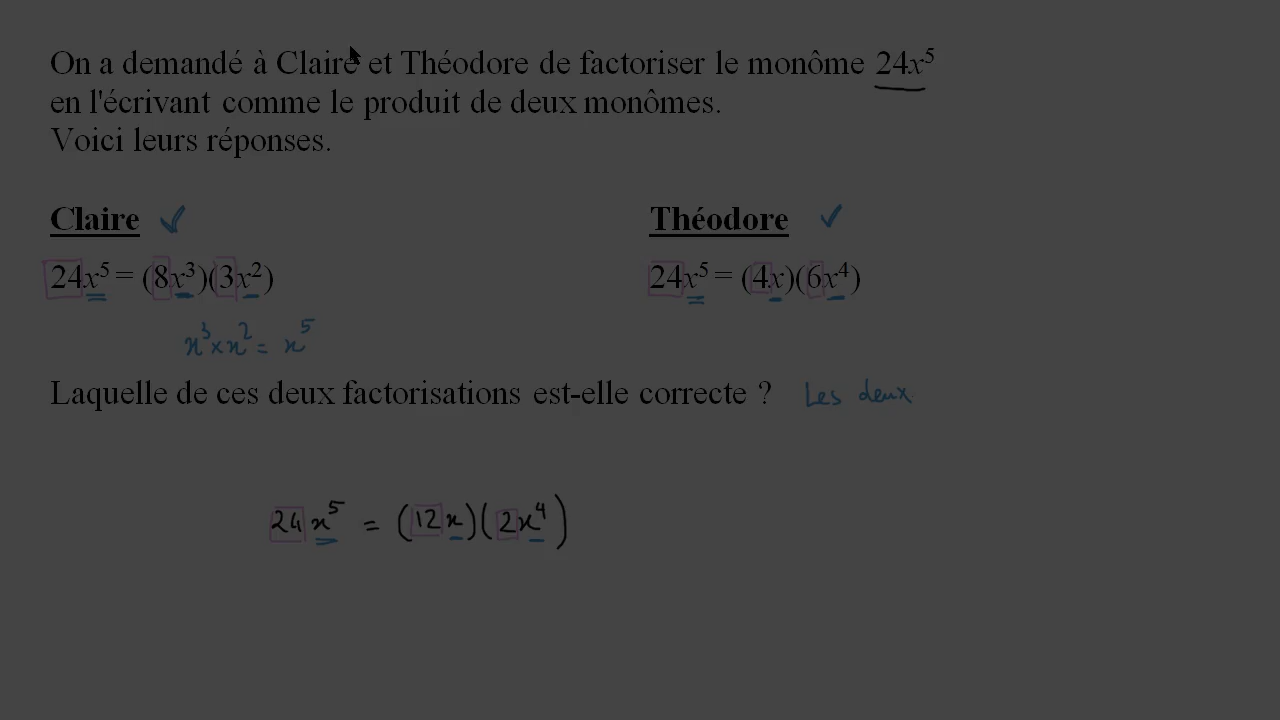 On a demandé à Claire et Théodore de factoriser le monôme 24x⁵
en l'écrivant comme le produit de deux monômes.
Voici leurs réponses.
Claire ✓
Théodore ✓
24x⁵ = (8x³)(3x²)
24x⁵ = (4x)(6x⁴)
x³ × x² = x⁵
Laquelle de ces deux factorisations est-elle correcte ? Les deux
24x⁵ = (12x)(2x⁴)